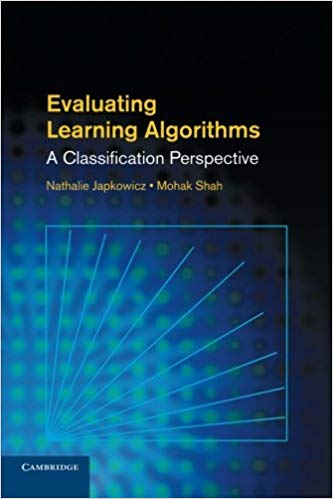 Evaluating
Learning Algorithms
A Classification Perspective
Nathalie Japkowicz • Mohak Shah
CAMBRIDGE